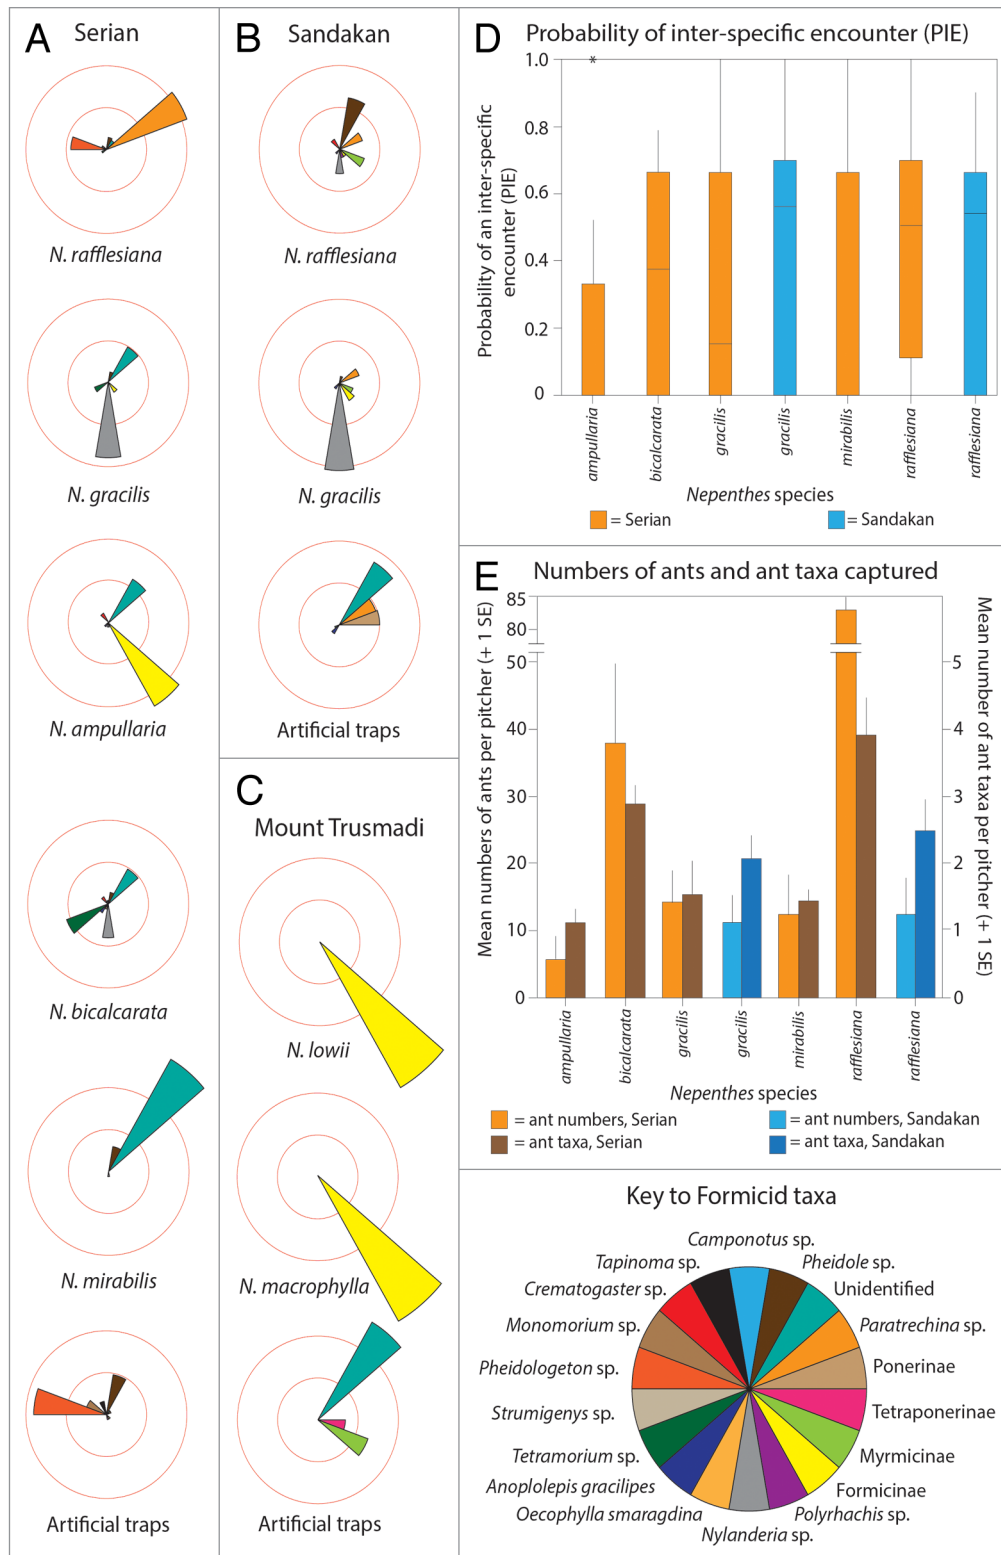 A
Serian
N. rafflesiana
N. gracilis
N. ampullaria
N. bicalcarata
N. mirabilis
Artificial traps
B
Sandakan
N. rafflesiana
N. gracilis
Artificial traps
C
Mount Trusmadi
N. lowii
N. macrophylla
Artificial traps
D
Probability of inter-specific encounter (PIE)
Probability of an inter-specific
encounter (PIE)
1.0
0.8
0.6
0.4
0.2
0
*
ampullaria
bicalcarata
gracilis
gracilis
mirabilis
rafflesiana
rafflesiana
Nepenthes species
= Serian
= Sandakan
E
Numbers of ants and ant taxa captured
Mean numbers of ants per pitcher (+ 1 SE)
85
80
50
40
30
20
10
0
Mean number of ant taxa per pitcher (+ 1 SE)
5
4
3
2
1
0
ampullaria
bicalcarata
gracilis
gracilis
mirabilis
rafflesiana
rafflesiana
Nepenthes species
= ant numbers, Serian
= ant numbers, Sandakan
= ant taxa, Serian
= ant taxa, Sandakan
Key to Formicid taxa
Camponotus sp.
Pheidole sp.
Unidentified
Paratrechina sp.
Ponerinae
Tetraponerinae
Myrmicinae
Formicinae
Polyrhachis sp.
Nylanderia sp.
Oecophylla smaragdina
Anoplolepis gracilipes
Tetramorium sp.
Strumigenys sp.
Pheidologeton sp.
Monomorium sp.
Crematogaster sp.
Tapinoma sp.